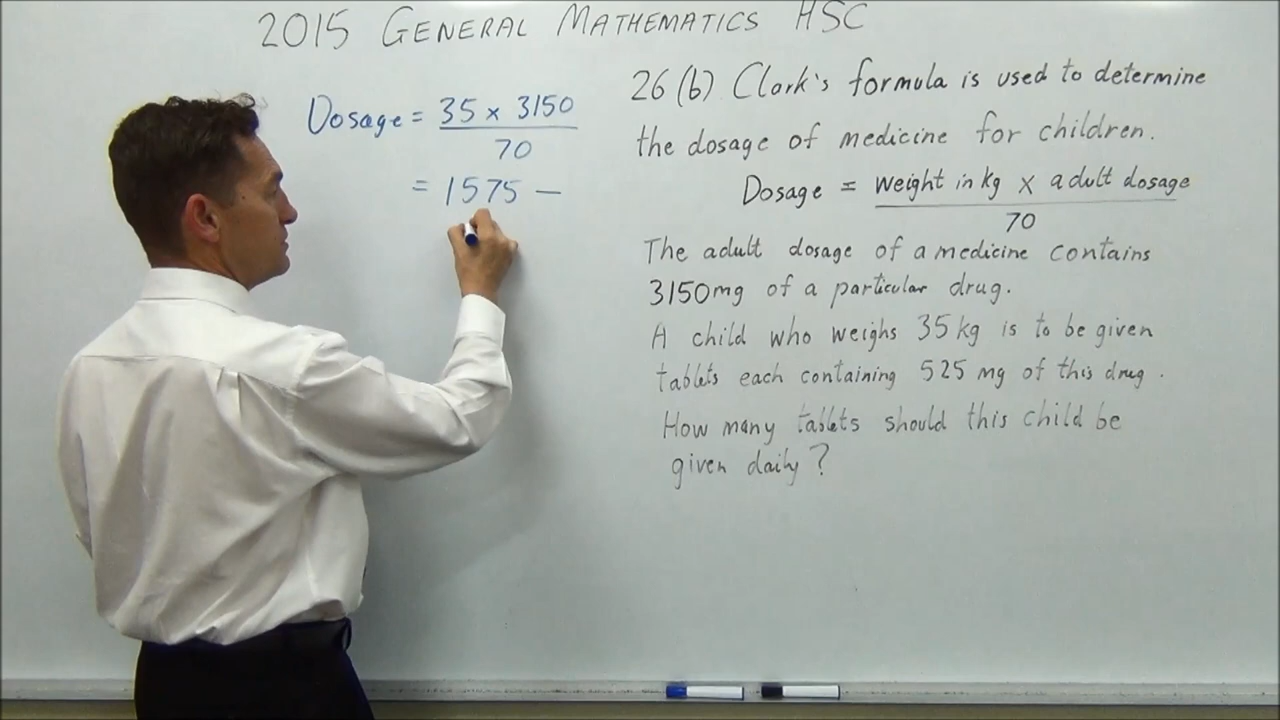 2015 GENERAL MATHEMATICS HSC
Dosage = 35 x 3150
70
= 1575 –
26 (b) Clark's formula is used to determine
the dosage of medicine for children.
Dosage = weight in kg x adult dosage
70
The adult dosage of a medicine contains
3150mg of a particular drug.
A child who weighs 35 kg is to be given
tablets each containing 525 mg of this drug.
How many tablets should this child be
given daily?